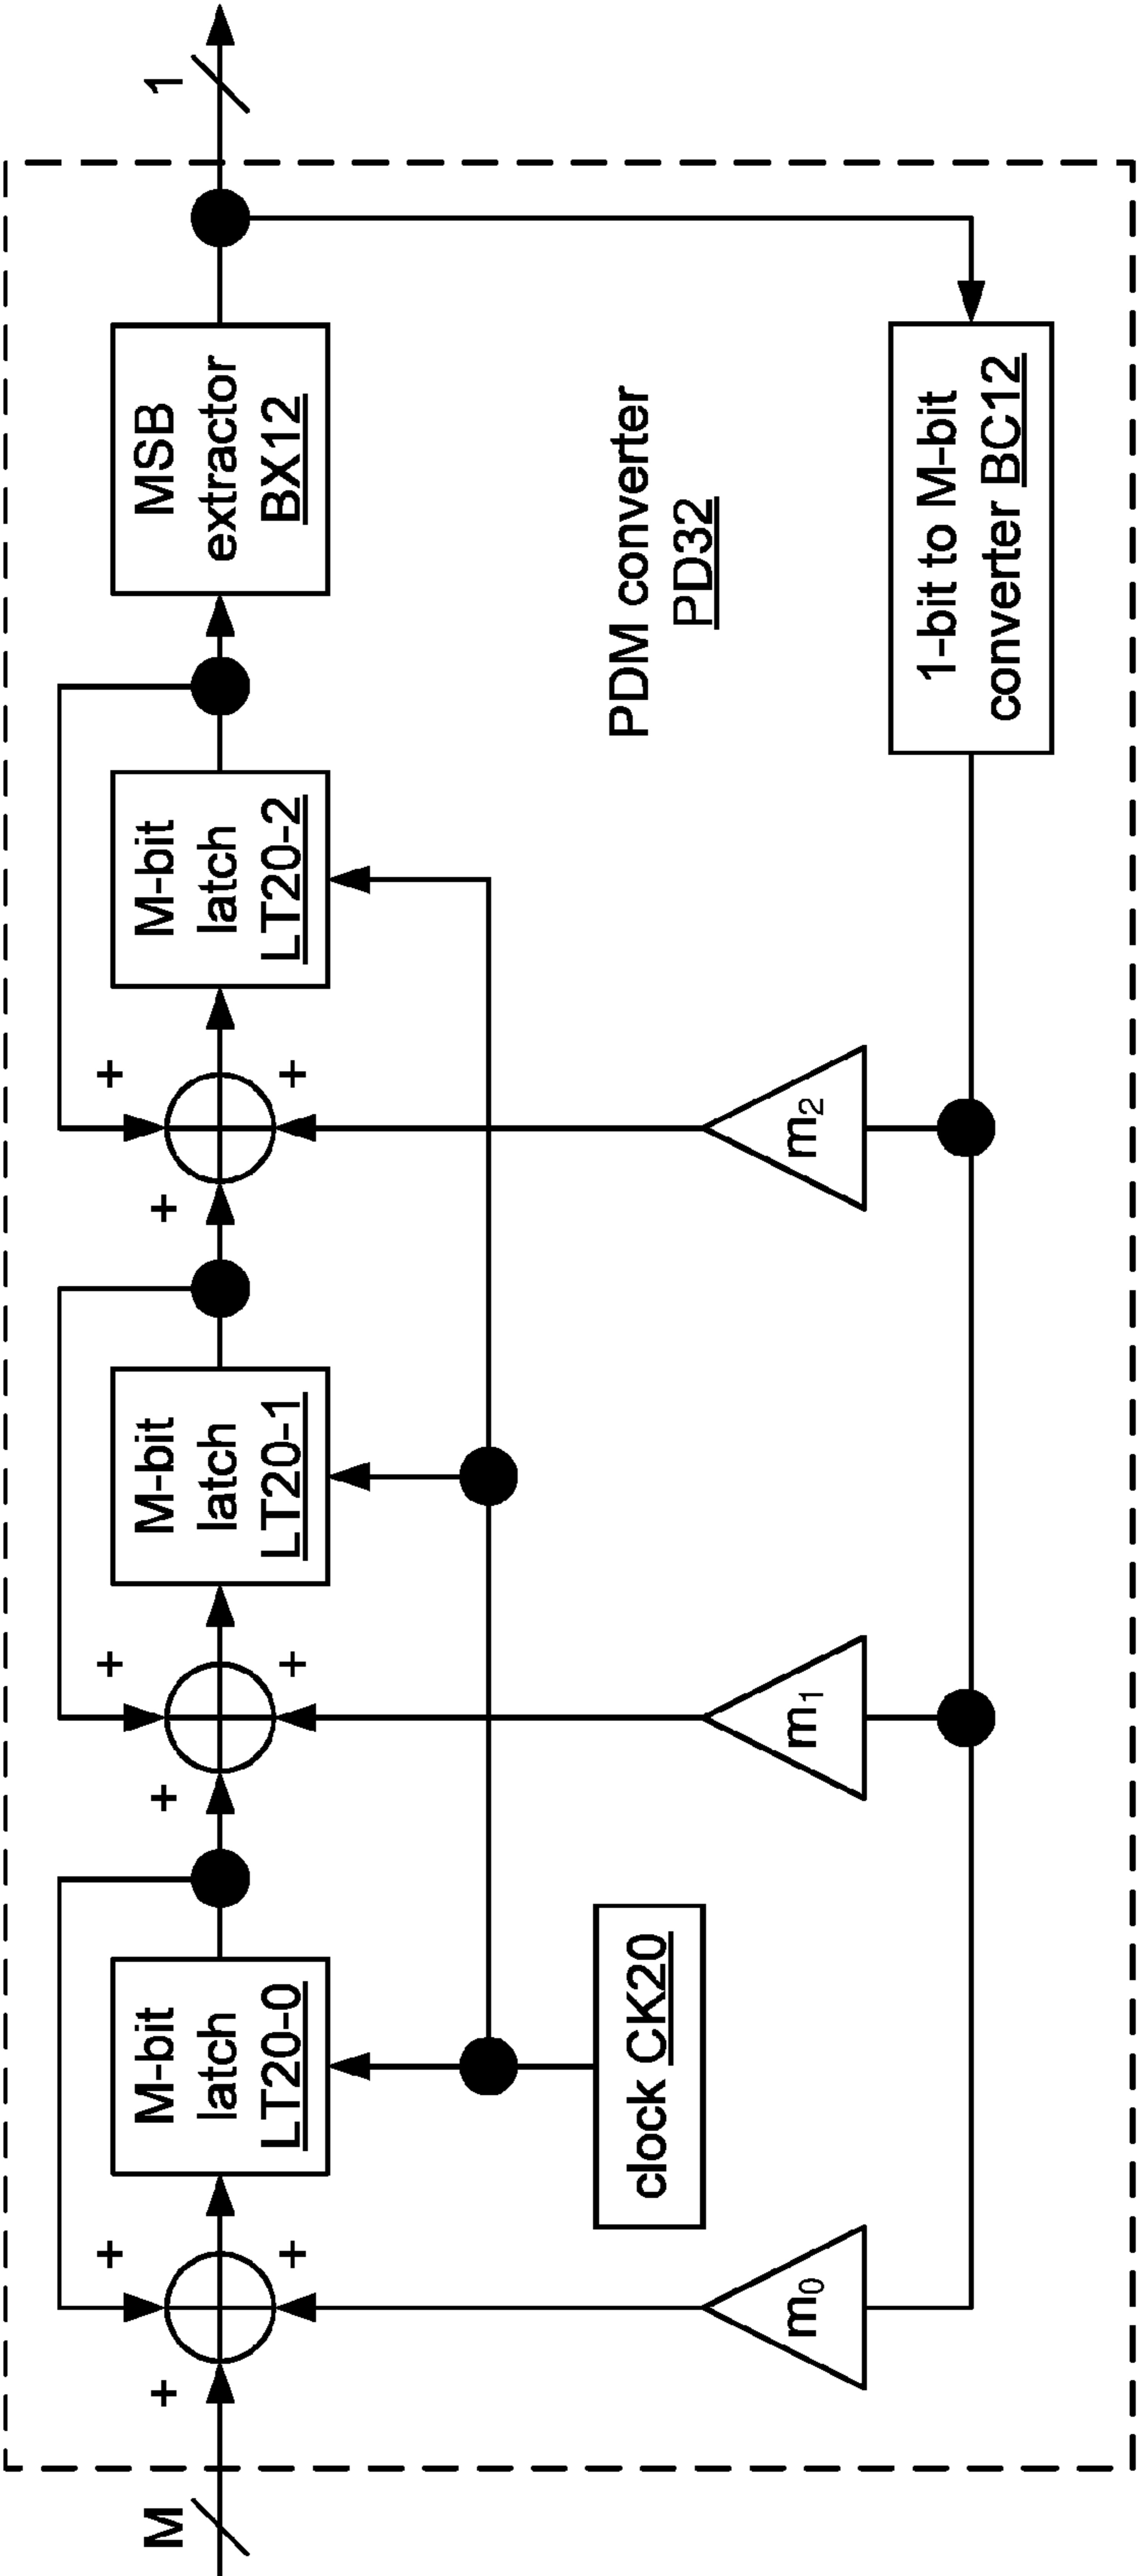 M
+
+
+
M-bit
latch
LT20-0
+
+
+
M-bit
latch
LT20-1
+
+
+
M-bit
latch
LT20-2
MSB
extractor
BX12
1
clock CK20
PDM converter
PD32
m0
m1
m2
1-bit to M-bit
converter BC12